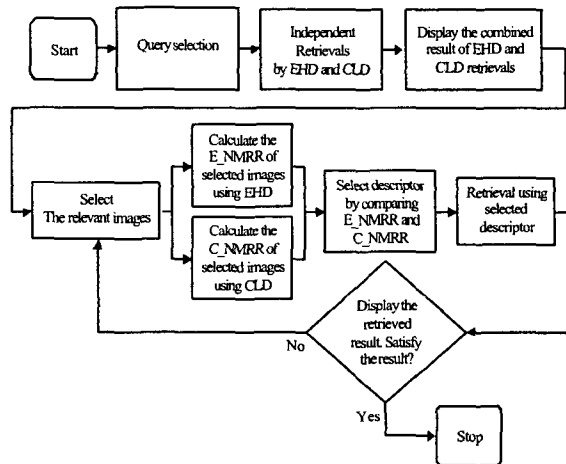 Start
Query selection
Independent
Retrievals
by EHD and CLD
Display the combined
result of EHD and
CLD retrievals
Select
The relevant images
Calculate the
E_NMRR of
selected images
using EHD
Calculate the
C_NMRR of
selected images
using CLD
Select descriptor
by comparing
E_NMRR and
C_NMRR
Retrieval using
selected
descriptor
Display the
retrieved
result. Satisfy
the result?
No
Yes
Stop